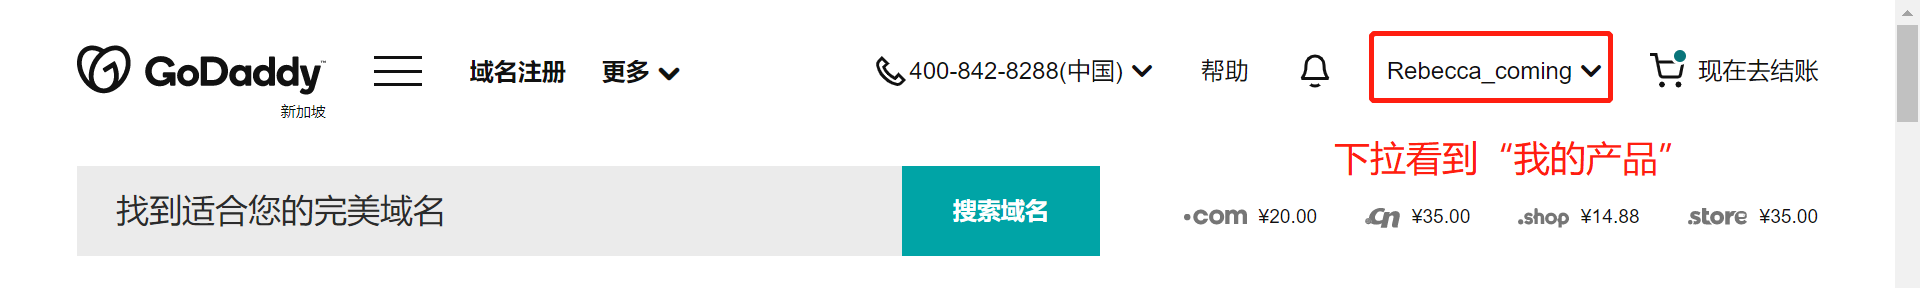 GoDaddy™
新加坡
域名注册
更多
400-842-8288(中国)
帮助
Rebecca_coming
现在去结账
下拉看到“我的产品”
找到适合您的完美域名
搜索域名
.com ¥20.00
.cn ¥35.00
.shop ¥14.88
.store ¥35.00